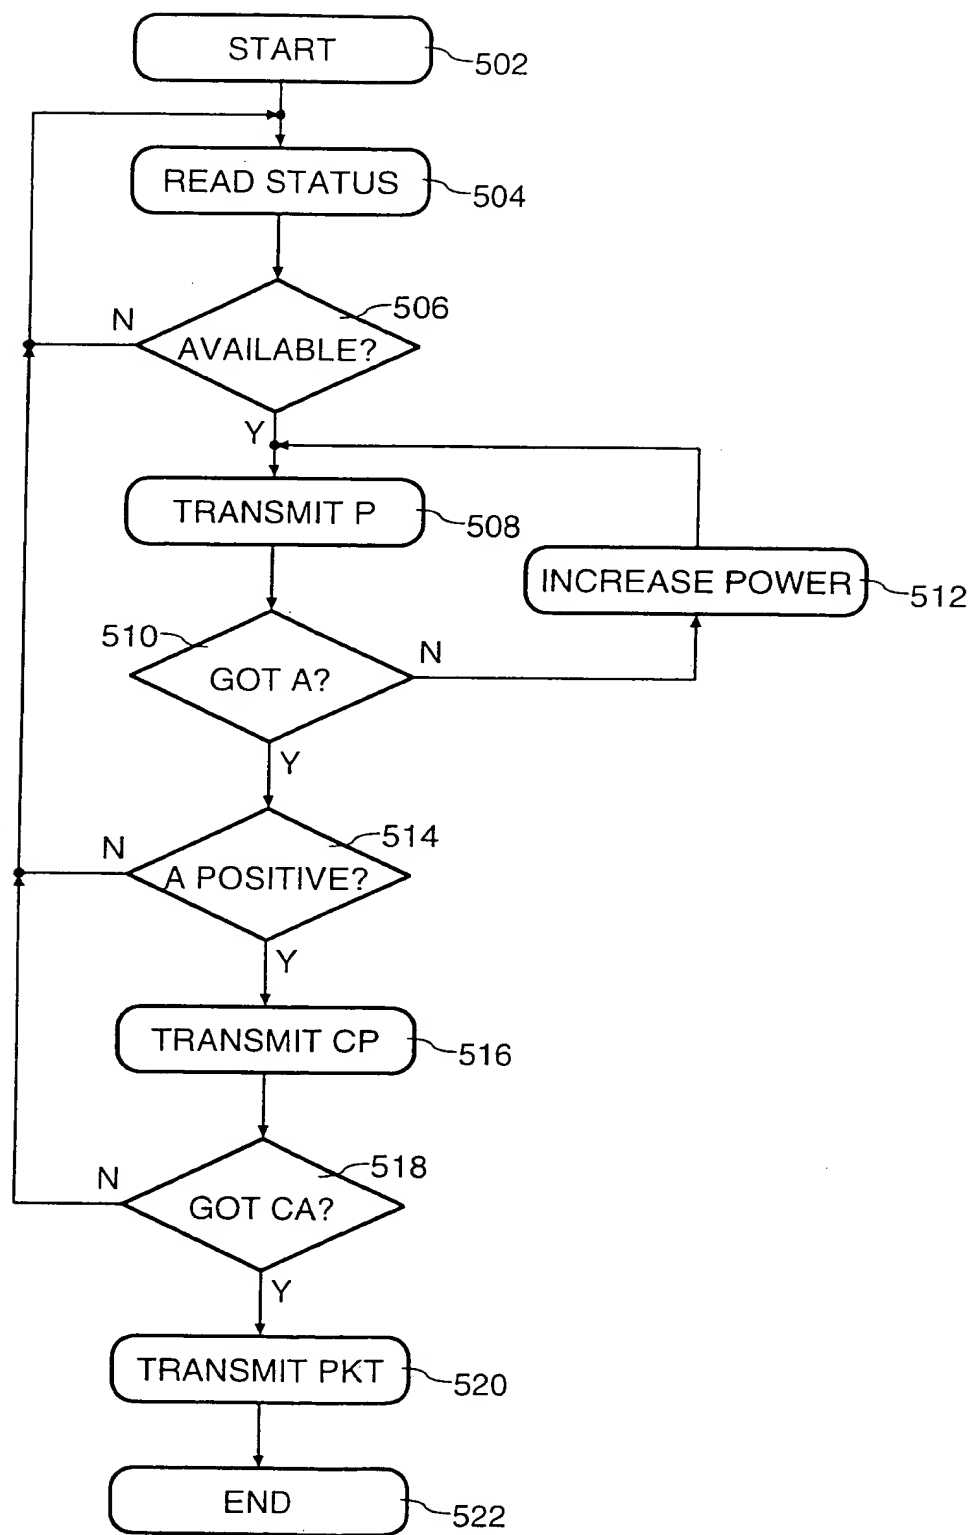 START
502
READ STATUS
504
506
N
AVAILABLE?
Y
TRANSMIT P
508
INCREASE POWER
512
510
N
GOT A?
Y
514
N
A POSITIVE?
Y
TRANSMIT CP
516
518
N
GOT CA?
Y
TRANSMIT PKT
520
END
522